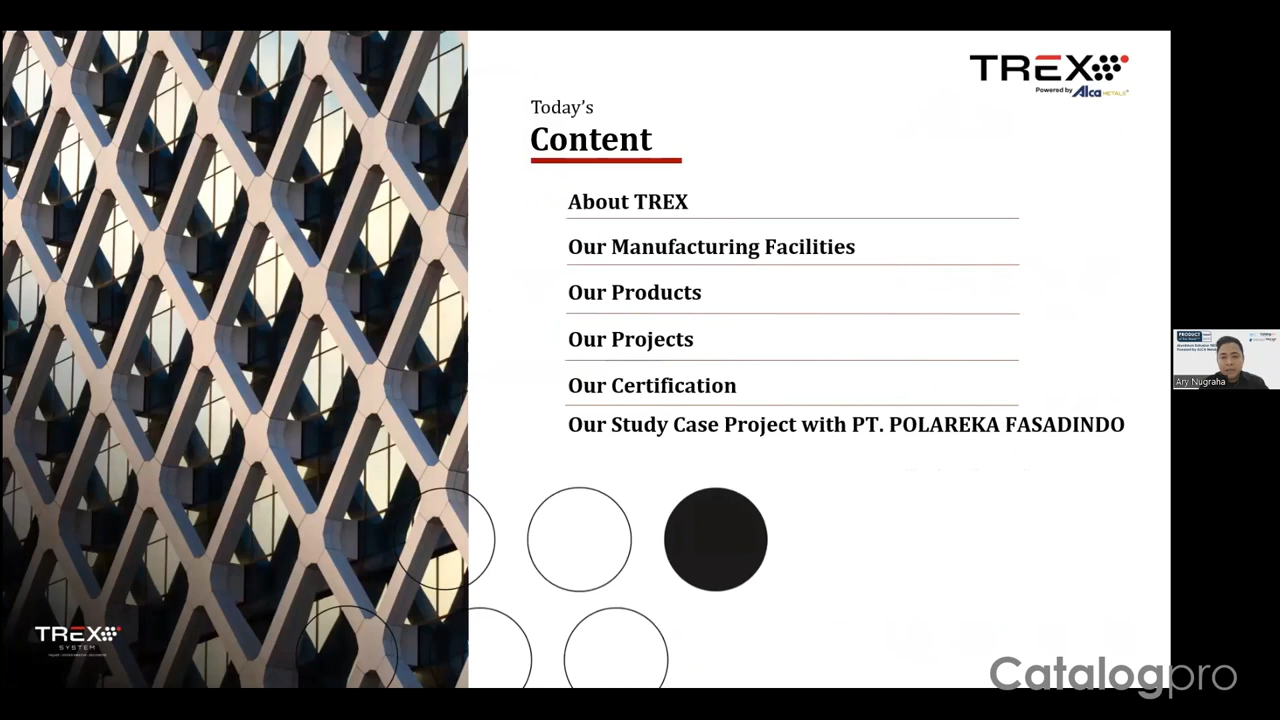 TREX
Powered by Alca METALS
Today's
Content
About TREX
Our Manufacturing Facilities
Our Products
Our Projects
Our Certification
Our Study Case Project with PT. POLAREKA FASADINDO
PRODUCT
Ary Nugraha
TREX
SYSTEM
Catalogpro